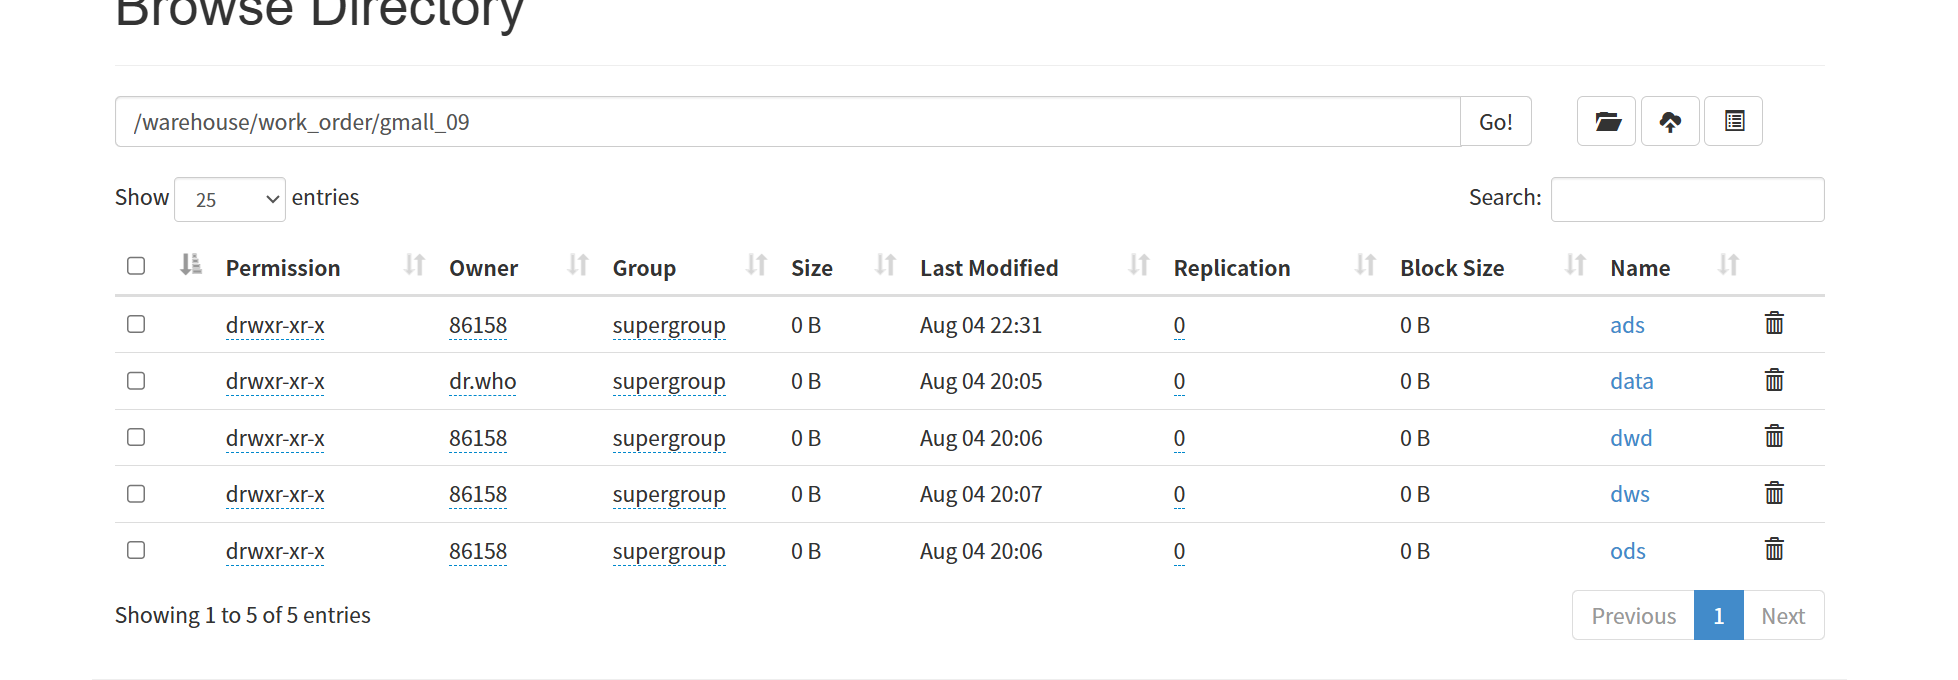 Browse Directory
/warehouse/work_order/gmall_09 Go!
Show 25 entries Search:
Permission Owner Group Size Last Modified Replication Block Size Name
drwxr-xr-x 86158 supergroup 0 B Aug 04 22:31 0 0 B ads
drwxr-xr-x dr.who supergroup 0 B Aug 04 20:05 0 0 B data
drwxr-xr-x 86158 supergroup 0 B Aug 04 20:06 0 0 B dwd
drwxr-xr-x 86158 supergroup 0 B Aug 04 20:07 0 0 B dws
drwxr-xr-x 86158 supergroup 0 B Aug 04 20:06 0 0 B ods
Showing 1 to 5 of 5 entries Previous 1 Next